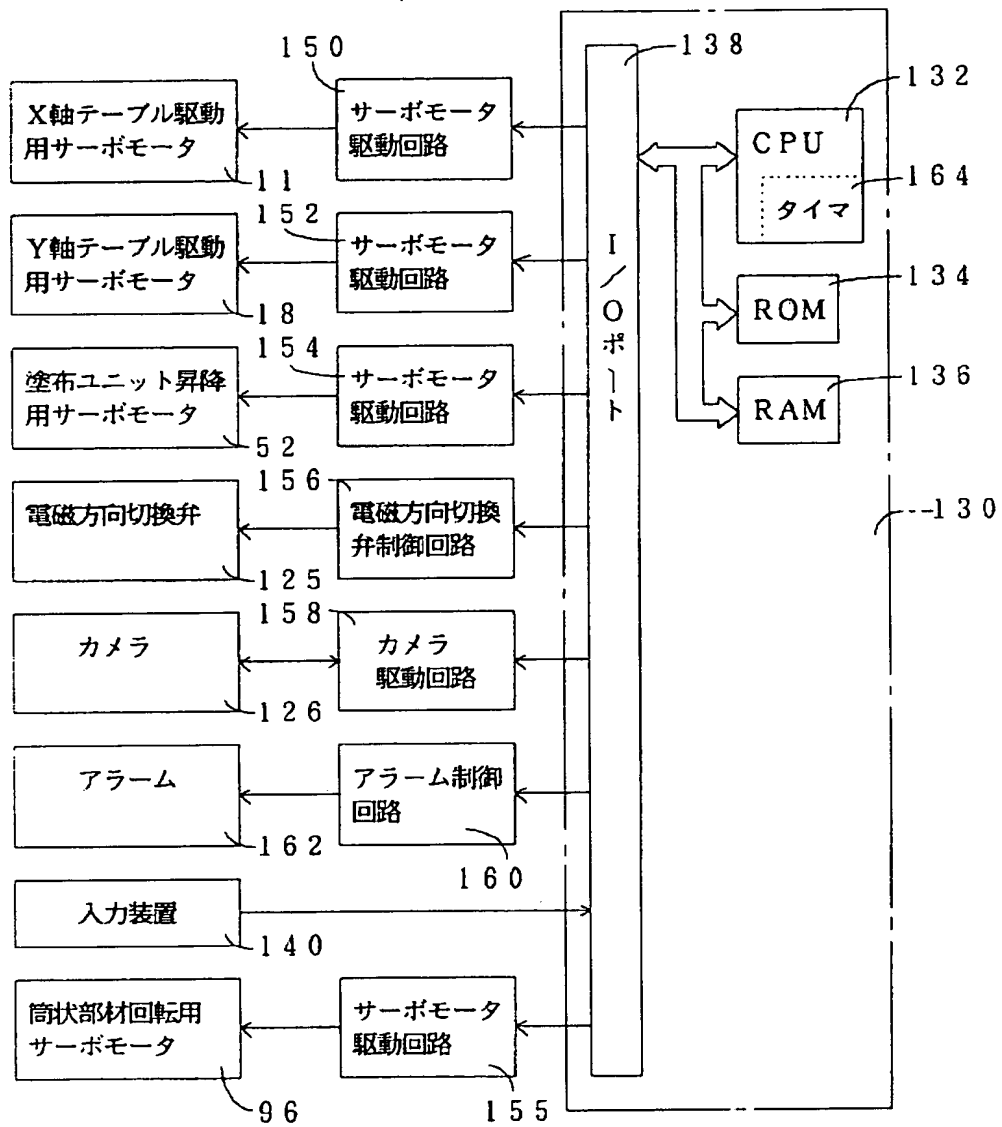 150
138
132
X軸テーブル駆動
用サーボモータ
サーボモータ
駆動回路
CPU
164
タイマ
11
152
Y軸テーブル駆動
用サーボモータ
サーボモータ
駆動回路
I/Oポート
134
ROM
18
154
塗布ユニット昇降
用サーボモータ
サーボモータ
駆動回路
136
RAM
52
156
電磁方向切換弁
電磁方向切換
弁制御回路
130
125
158
カメラ
カメラ
駆動回路
126
アラーム
アラーム制御
回路
162
160
入力装置
140
筒状部材回転用
サーボモータ
サーボモータ
駆動回路
96
155